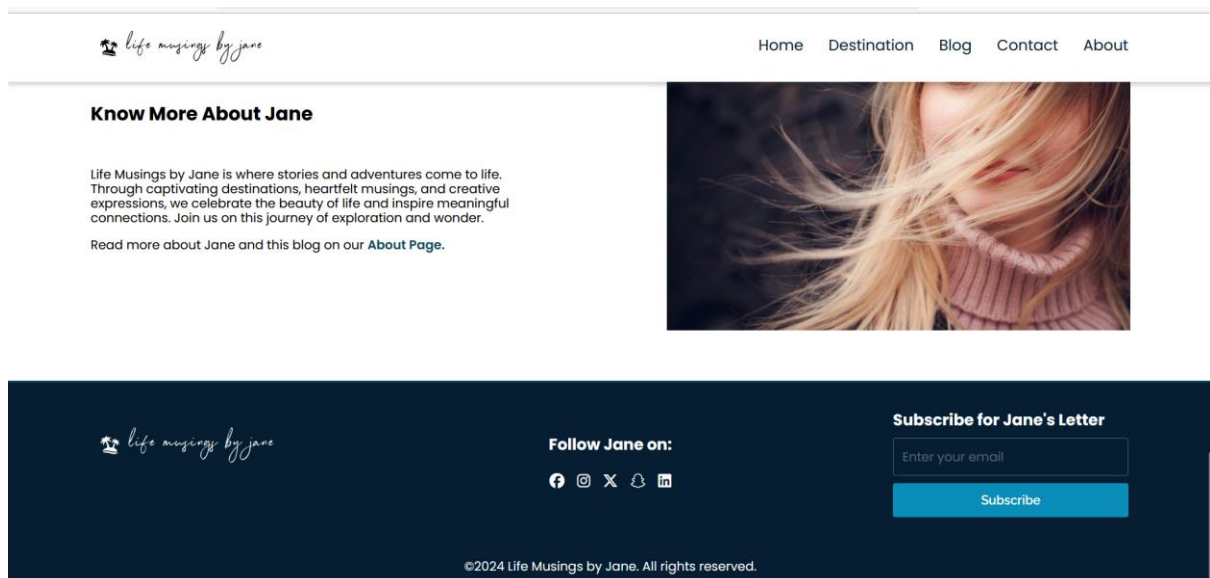 life musings by jane
Home Destination Blog Contact About
Know More About Jane
Life Musings by Jane is where stories and adventures come to life.
Through captivating destinations, heartfelt musings, and creative
expressions, we celebrate the beauty of life and inspire meaningful
connections. Join us on this journey of exploration and wonder.
Read more about Jane and this blog on our About Page.
life musings by jane
Follow Jane on:
Subscribe for Jane's Letter
Enter your email
Subscribe
©2024 Life Musings by Jane. All rights reserved.